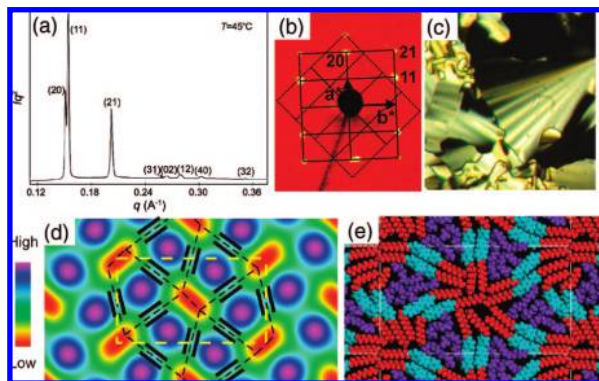 (a)
T=45°C
(11)
(20)
(21)
(31)(02)(12)(40)
(32)
Iq²
0.12 0.18 0.24 0.30 0.36
q (A⁻¹)
(b)
20
21
11
a*
b*
(c)
High
Low
(d)
(e)